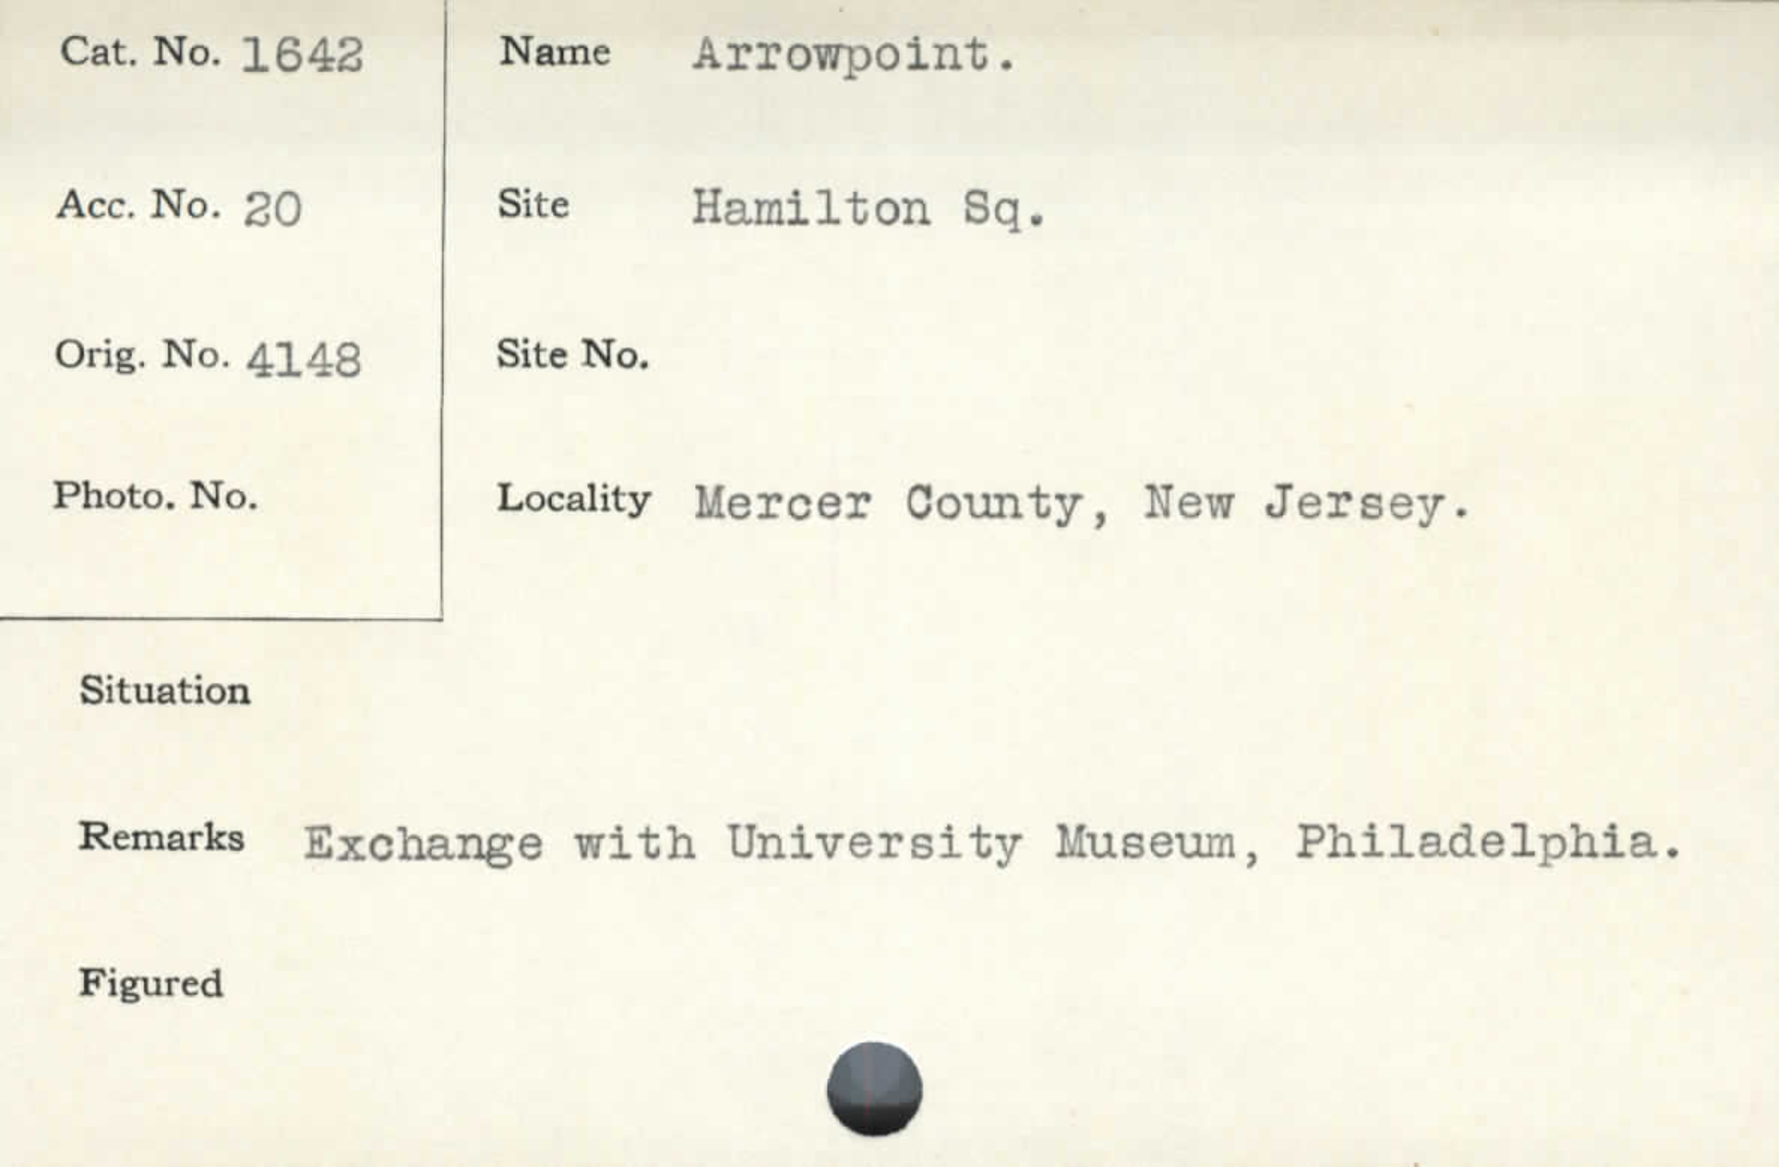 Cat. No. 1642
Name Arrowpoint.
Acc. No. 20
Site Hamilton Sq.
Orig. No. 4148
Site No.
Photo. No.
Locality Mercer County, New Jersey.
Situation
Remarks Exchange with University Museum, Philadelphia.
Figured